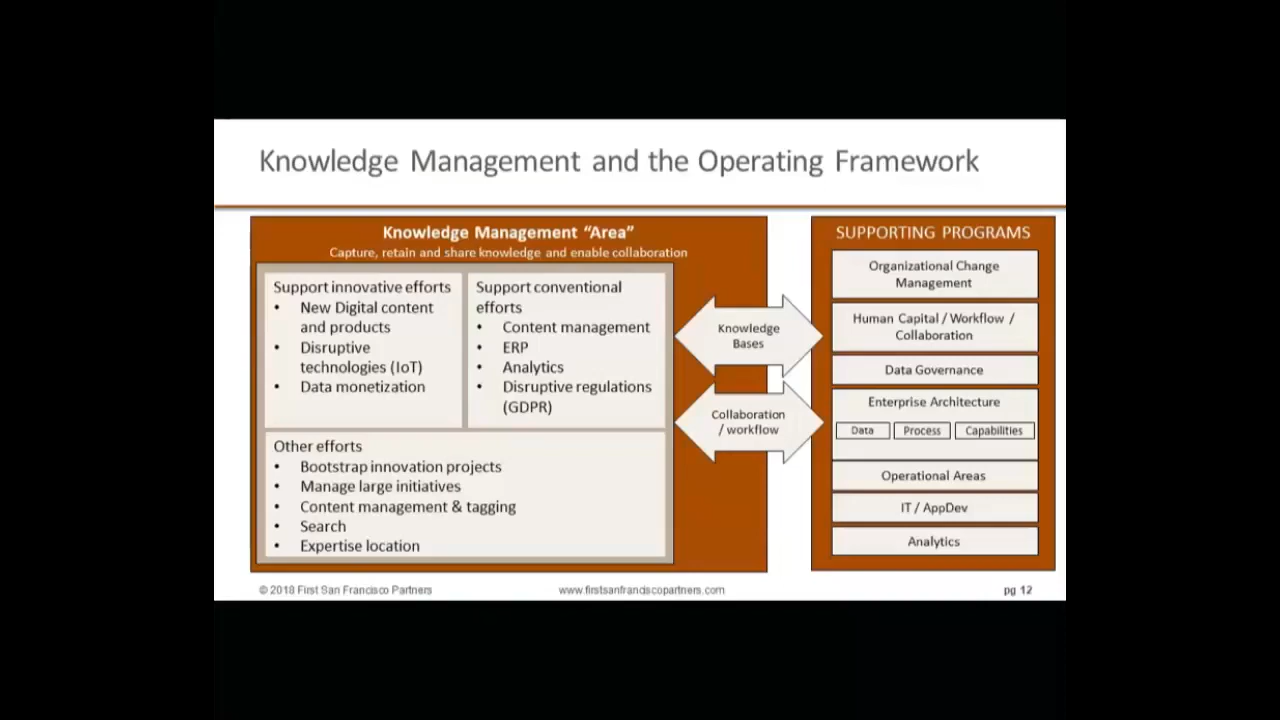 Knowledge Management and the Operating Framework
Knowledge Management “Area”
Capture, retain and share knowledge and enable collaboration
Support innovative efforts
• New Digital content
and products
• Disruptive
technologies (IoT)
• Data monetization
Support conventional
efforts
• Content management
• ERP
• Analytics
• Disruptive regulations
(GDPR)
Other efforts
• Bootstrap innovation projects
• Manage large initiatives
• Content management & tagging
• Search
• Expertise location
Knowledge
Bases
Collaboration
/ workflow
SUPPORTING PROGRAMS
Organizational Change
Management
Human Capital / Workflow /
Collaboration
Data Governance
Enterprise Architecture
Data
Process
Capabilities
Operational Areas
IT / AppDev
Analytics
© 2018 First San Francisco Partners
www.firstsanfranciscopartners.com
pg 12